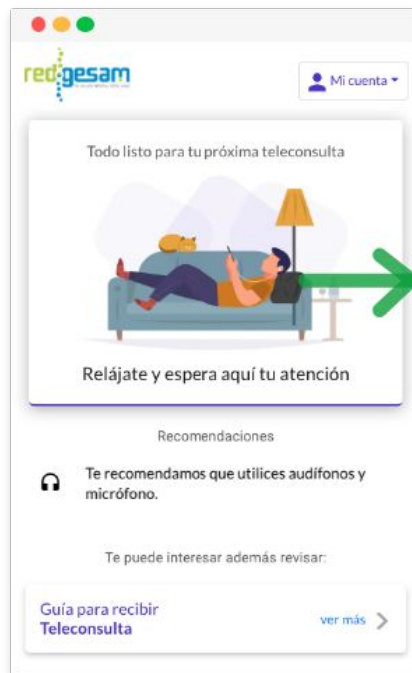 redgesam
Mi cuenta
Todo listo para tu próxima teleconsulta
Relájate y espera aquí tu atención
Recomendaciones
Te recomendamos que utilices audífonos y
micrófono.
Te puede interesar además revisar:
Guía para recibir
Teleconsulta
ver más